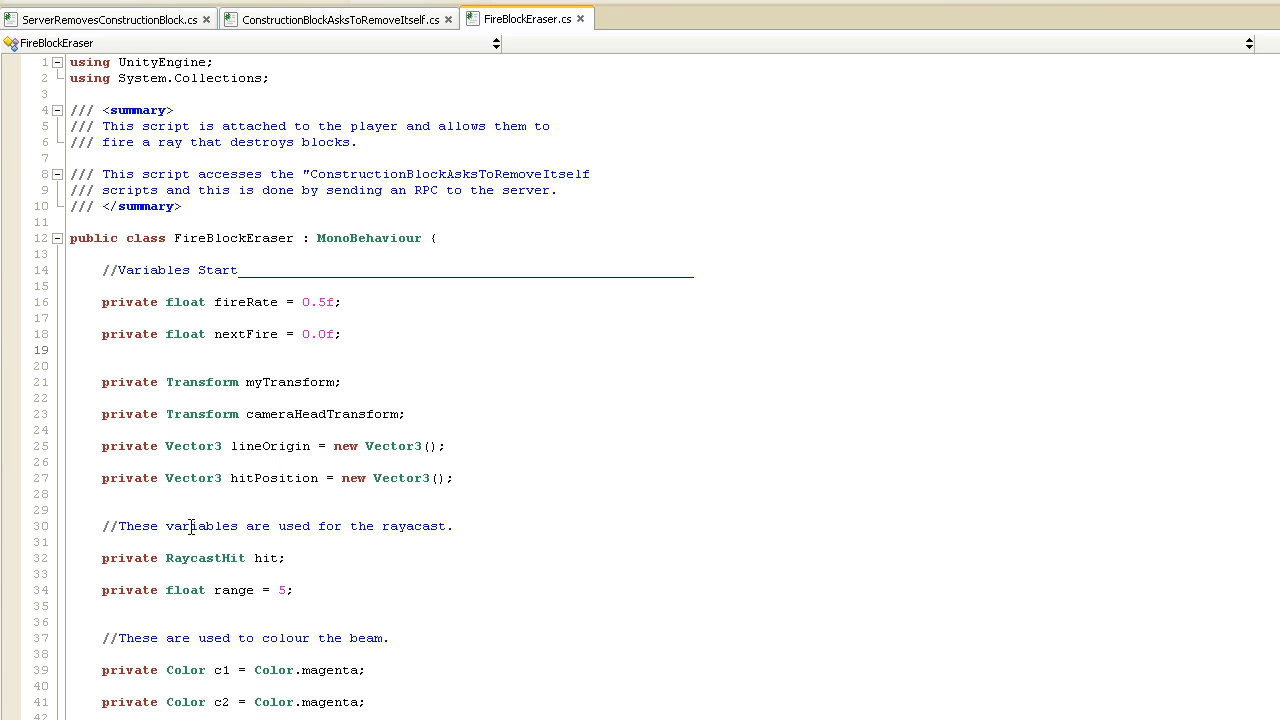 ServerRemovesConstructionBlock.cs × ConstructionBlockAsksToRemoveItself.cs × FireBlockEraser.cs ×
FireBlockEraser
1 using UnityEngine;
2 using System.Collections;
3
4 /// <summary>
5 /// This script is attached to the player and allows them to
6 /// fire a ray that destroys blocks.
7
8 /// This script accesses the "ConstructionBlockAsksToRemoveItself
9 /// scripts and this is done by sending an RPC to the server.
10 /// </summary>
11
12 public class FireBlockEraser : MonoBehaviour {
13
14 //Variables Start_________________________________________________________
15
16 private float fireRate = 0.5f;
17
18 private float nextFire = 0.0f;
19
20
21 private Transform myTransform;
22
23 private Transform cameraHeadTransform;
24
25 private Vector3 lineOrigin = new Vector3();
26
27 private Vector3 hitPosition = new Vector3();
28
29
30 //These variables are used for the rayacast.
31
32 private RaycastHit hit;
33
34 private float range = 5;
35
36
37 //These are used to colour the beam.
38
39 private Color c1 = Color.magenta;
40
41 private Color c2 = Color.magenta;
42